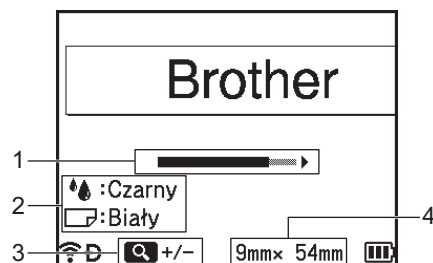 Brother
1
:Czarny
2
:Biały
4
3
D
+/-
9mm× 54mm